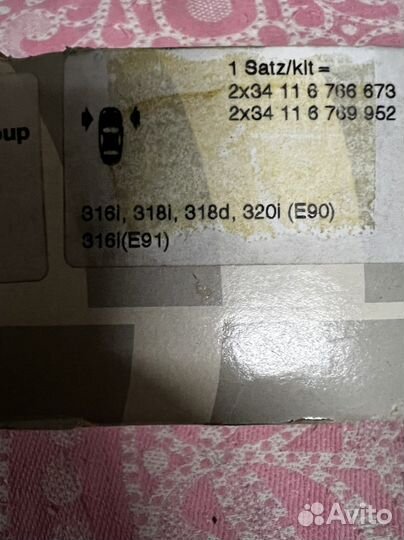 1 Satz/kit =
2x34 11 6 766 673
2x34 11 6 769 952
oup
316i, 318i, 318d, 320i (E90)
316i(E91)
Avito